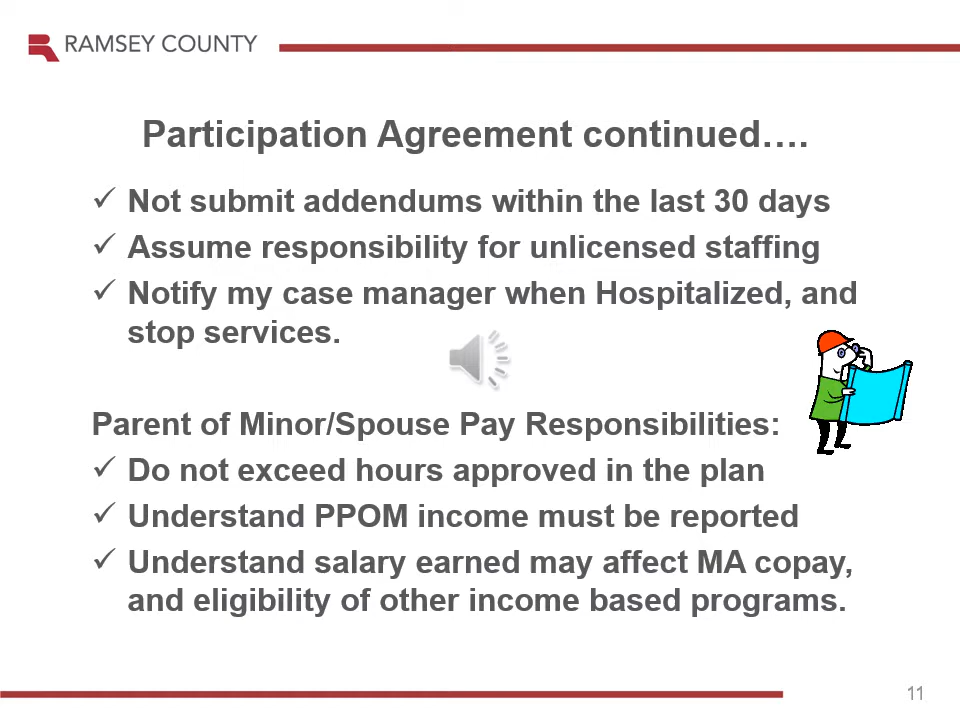 RAMSEY COUNTY
Participation Agreement continued….
✓ Not submit addendums within the last 30 days
✓ Assume responsibility for unlicensed staffing
✓ Notify my case manager when Hospitalized, and
stop services.
Parent of Minor/Spouse Pay Responsibilities:
✓ Do not exceed hours approved in the plan
✓ Understand PPOM income must be reported
✓ Understand salary earned may affect MA copay,
and eligibility of other income based programs.
11